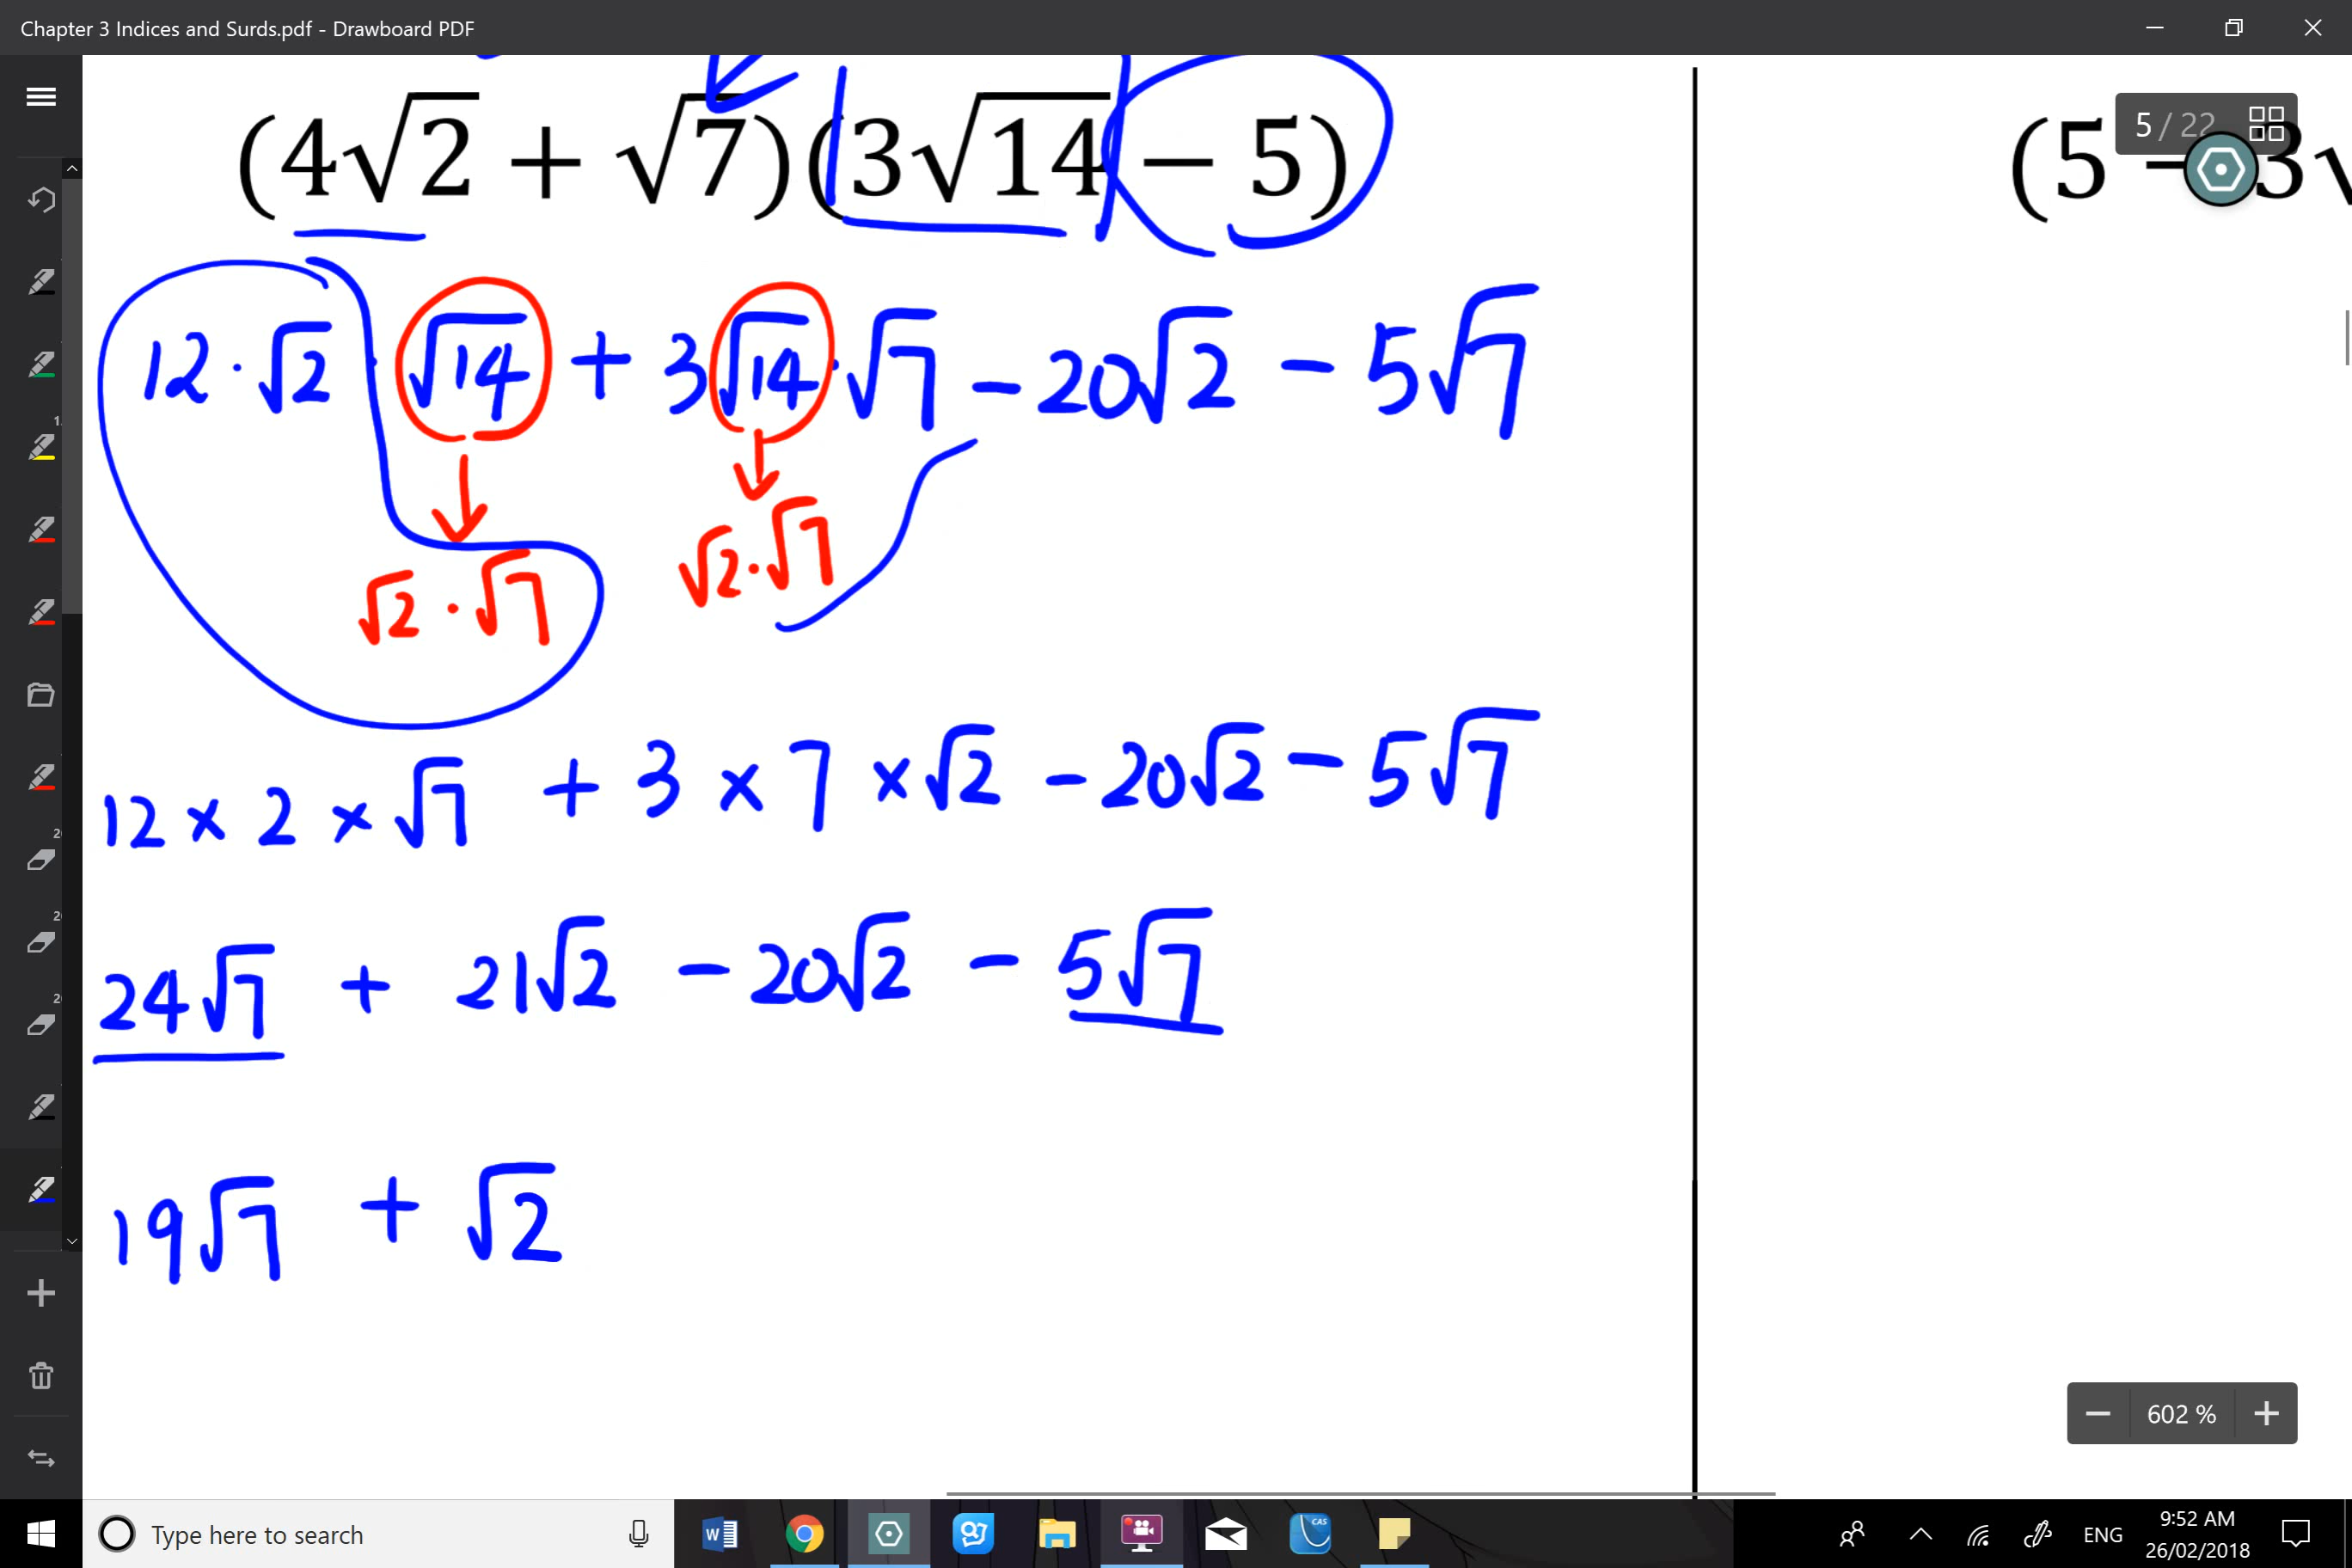 Chapter 3 Indices and Surds.pdf - Drawboard PDF
5 / 22
(4√2 + √7)(3√14 − 5)
(5 − 3√
12 · √2 · √14 + 3√14 · √7 − 20√2 − 5√7
√2 · √7
√2 · √7
12 × 2 × √7 + 3 × 7 × √2 − 20√2 − 5√7
24√7 + 21√2 − 20√2 − 5√7
19√7 + √2
602 %
Type here to search
CAS
ENG
9:52 AM
26/02/2018